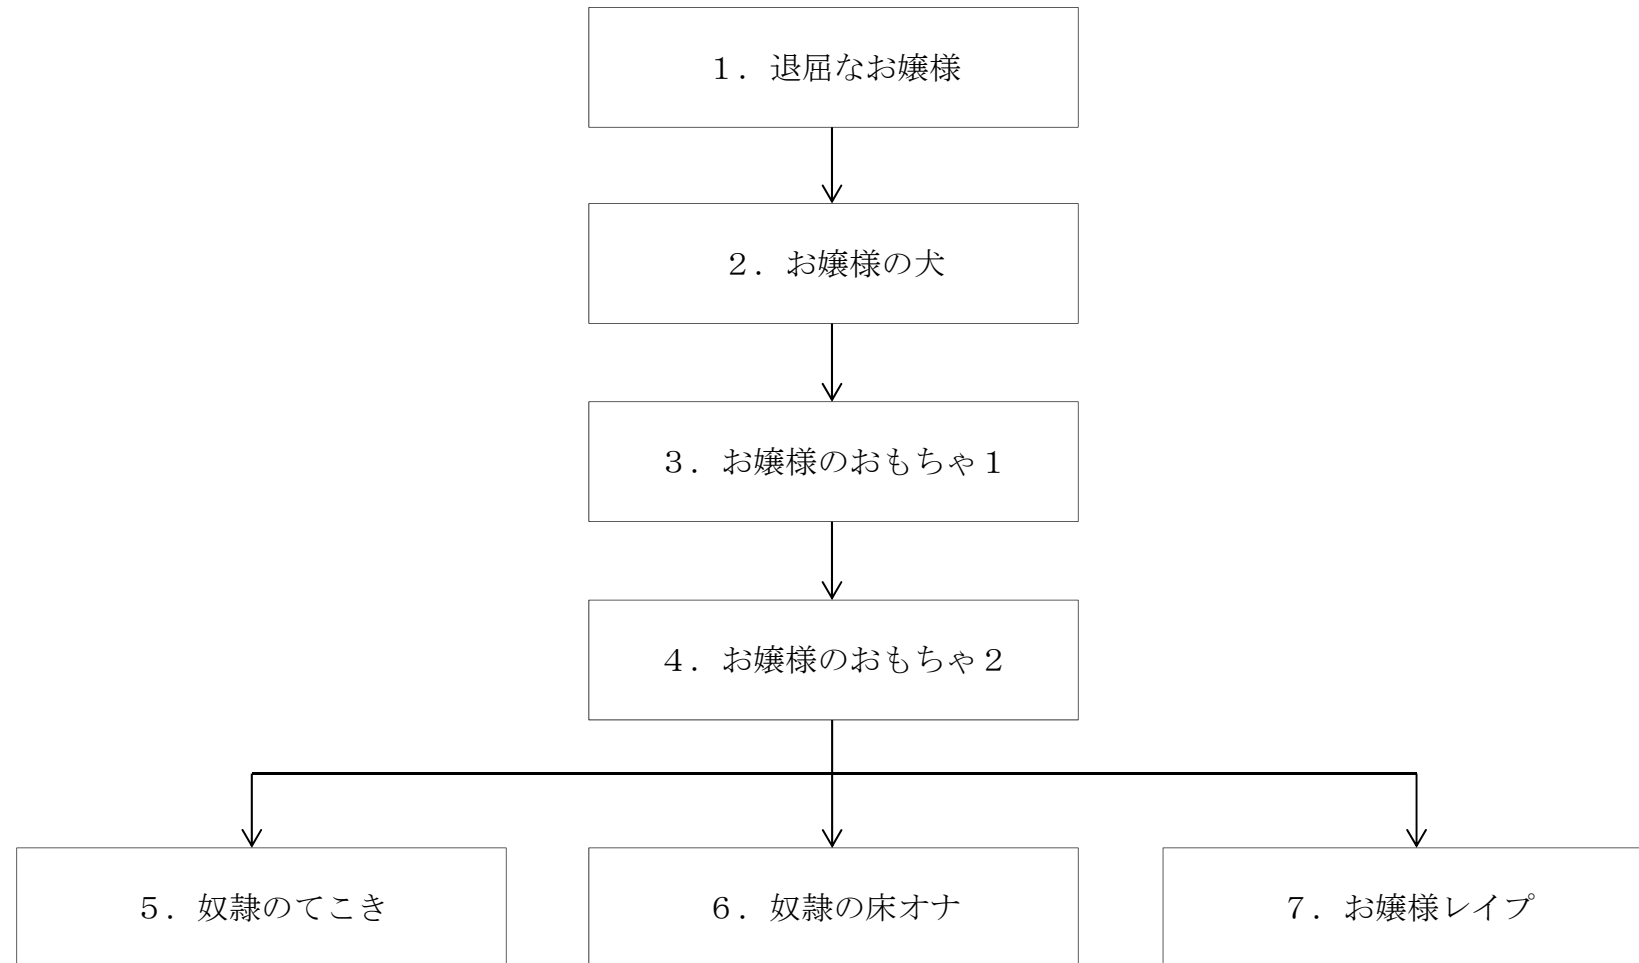 １．退屈なお嬢様
２．お嬢様の犬
３．お嬢様のおもちゃ１
４．お嬢様のおもちゃ２
５．奴隷のてこき
６．奴隷の床オナ
７．お嬢様レイプ